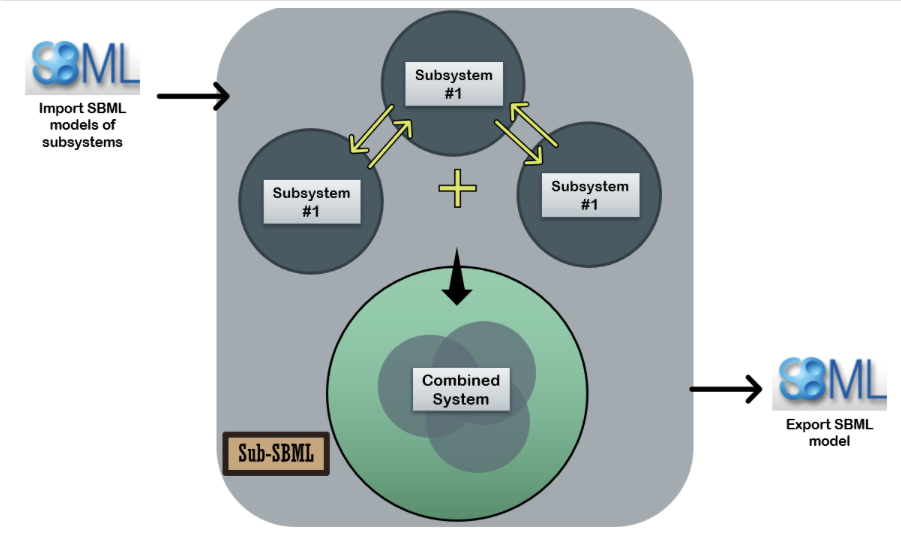 SBML
Import SBML
models of
subsystems
Subsystem
#1
Subsystem
#1
Subsystem
#1
Combined
System
Sub-SBML
SBML
Export SBML
model